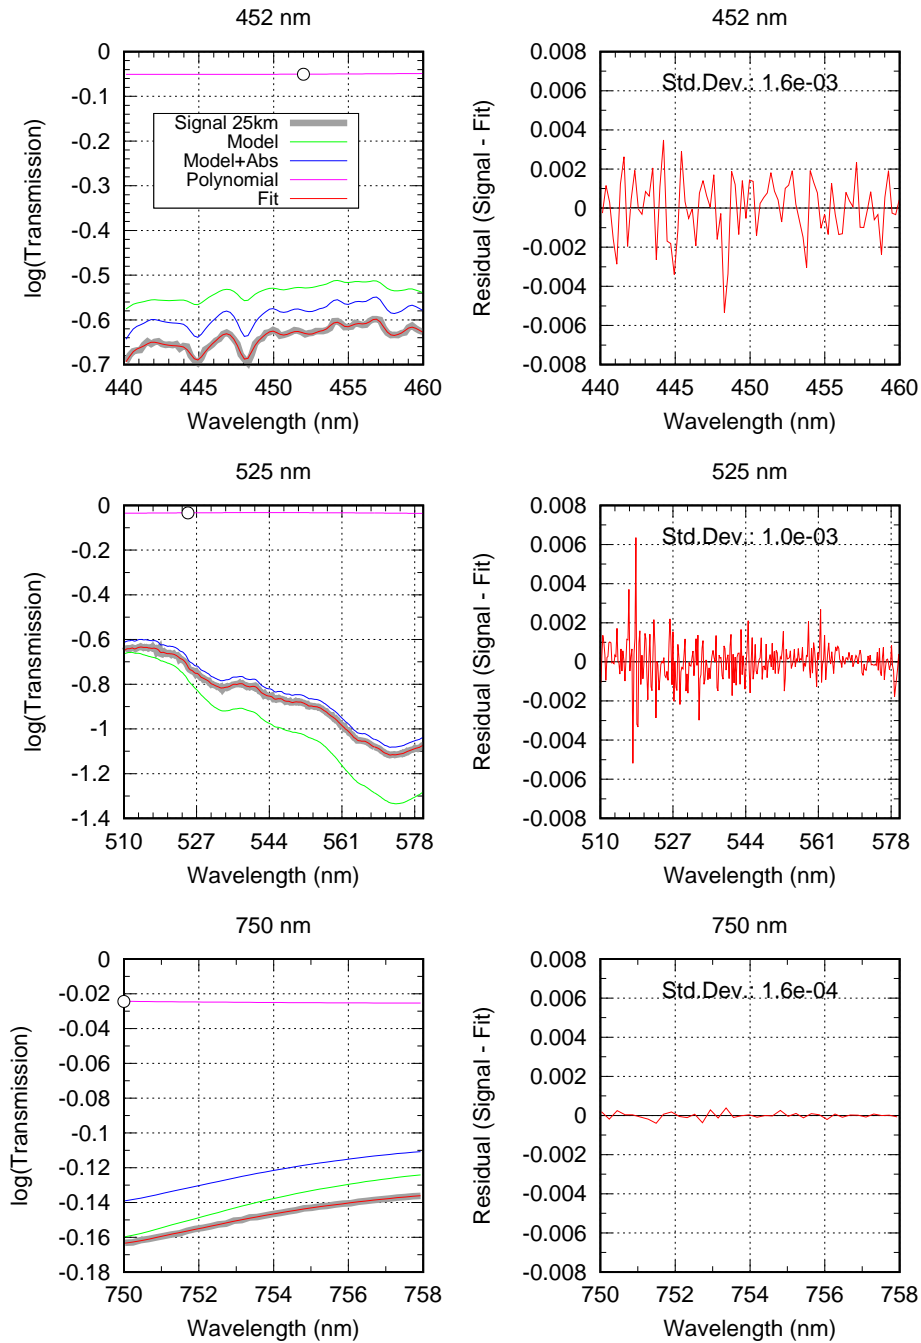 452 nm
0
-0.1
-0.2
-0.3
-0.4
-0.5
-0.6
-0.7
log(Transmission)
Signal 25km
Model
Model+Abs
Polynomial
Fit
440 445 450 455 460
Wavelength (nm)
452 nm
0.008
0.006
0.004
0.002
0
-0.002
-0.004
-0.006
-0.008
Residual (Signal - Fit)
Std.Dev.: 1.6e-03
440 445 450 455 460
Wavelength (nm)
525 nm
0
-0.2
-0.4
-0.6
-0.8
-1
-1.2
-1.4
log(Transmission)
510 527 544 561 578
Wavelength (nm)
525 nm
0.008
0.006
0.004
0.002
0
-0.002
-0.004
-0.006
-0.008
Residual (Signal - Fit)
Std.Dev.: 1.0e-03
510 527 544 561 578
Wavelength (nm)
750 nm
0
-0.02
-0.04
-0.06
-0.08
-0.1
-0.12
-0.14
-0.16
-0.18
log(Transmission)
750 752 754 756 758
Wavelength (nm)
750 nm
0.008
0.006
0.004
0.002
0
-0.002
-0.004
-0.006
-0.008
Residual (Signal - Fit)
Std.Dev.: 1.6e-04
750 752 754 756 758
Wavelength (nm)